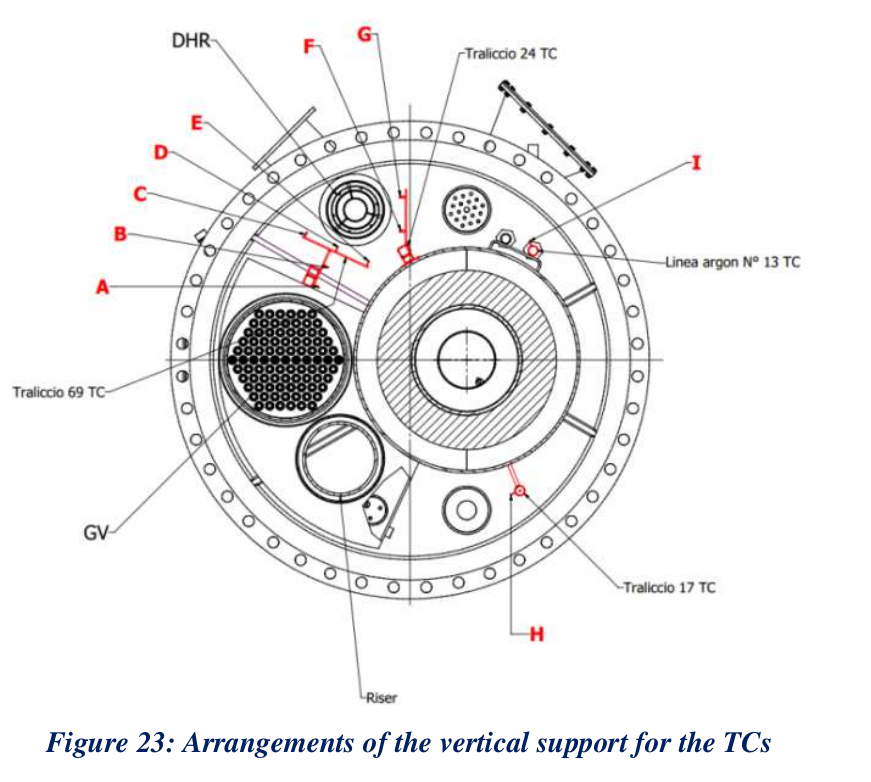 G
DHR
F
Traliccio 24 TC
E
D
I
C
B
Linea argon N° 13 TC
A
Traliccio 69 TC
GV
Traliccio 17 TC
H
Riser
Figure 23: Arrangements of the vertical support for the TCs